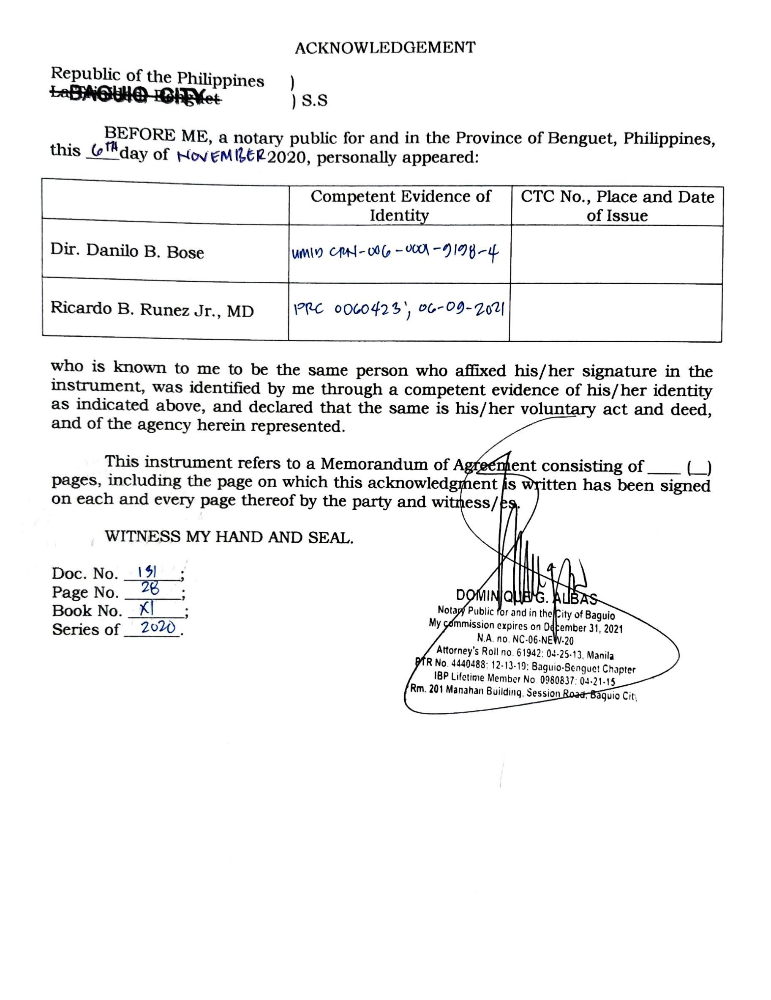 ACKNOWLEDGEMENT
Republic of the Philippines )
BAGUIO CITY ) S.S
BEFORE ME, a notary public for and in the Province of Benguet, Philippines,
this 6TH day of NOVEMBER 2020, personally appeared:
Competent Evidence of Identity
CTC No., Place and Date of Issue
Dir. Danilo B. Bose
UMID CRN-006-0001-9198-4
Ricardo B. Runez Jr., MD
PRC 0060423; 06-09-2021
who is known to me to be the same person who affixed his/her signature in the
instrument, was identified by me through a competent evidence of his/her identity
as indicated above, and declared that the same is his/her voluntary act and deed,
and of the agency herein represented.
This instrument refers to a Memorandum of Agreement consisting of ____ (__)
pages, including the page on which this acknowledgment is written has been signed
on each and every page thereof by the party and witness/es.
WITNESS MY HAND AND SEAL.
Doc. No. 131 ;
Page No. 28 ;
Book No. XI ;
Series of 2020 .
DOMINIQUE G. ALBAS
Notary Public for and in the City of Baguio
My commission expires on December 31, 2021
N.A. no. NC-06-NEW-20
Attorney's Roll no. 61942; 04-25-13, Manila
PTR No. 4440488; 12-13-19; Baguio-Benguet Chapter
IBP Lifetime Member No. 0980837; 04-21-15
Rm. 201 Manahan Building, Session Road, Baguio City